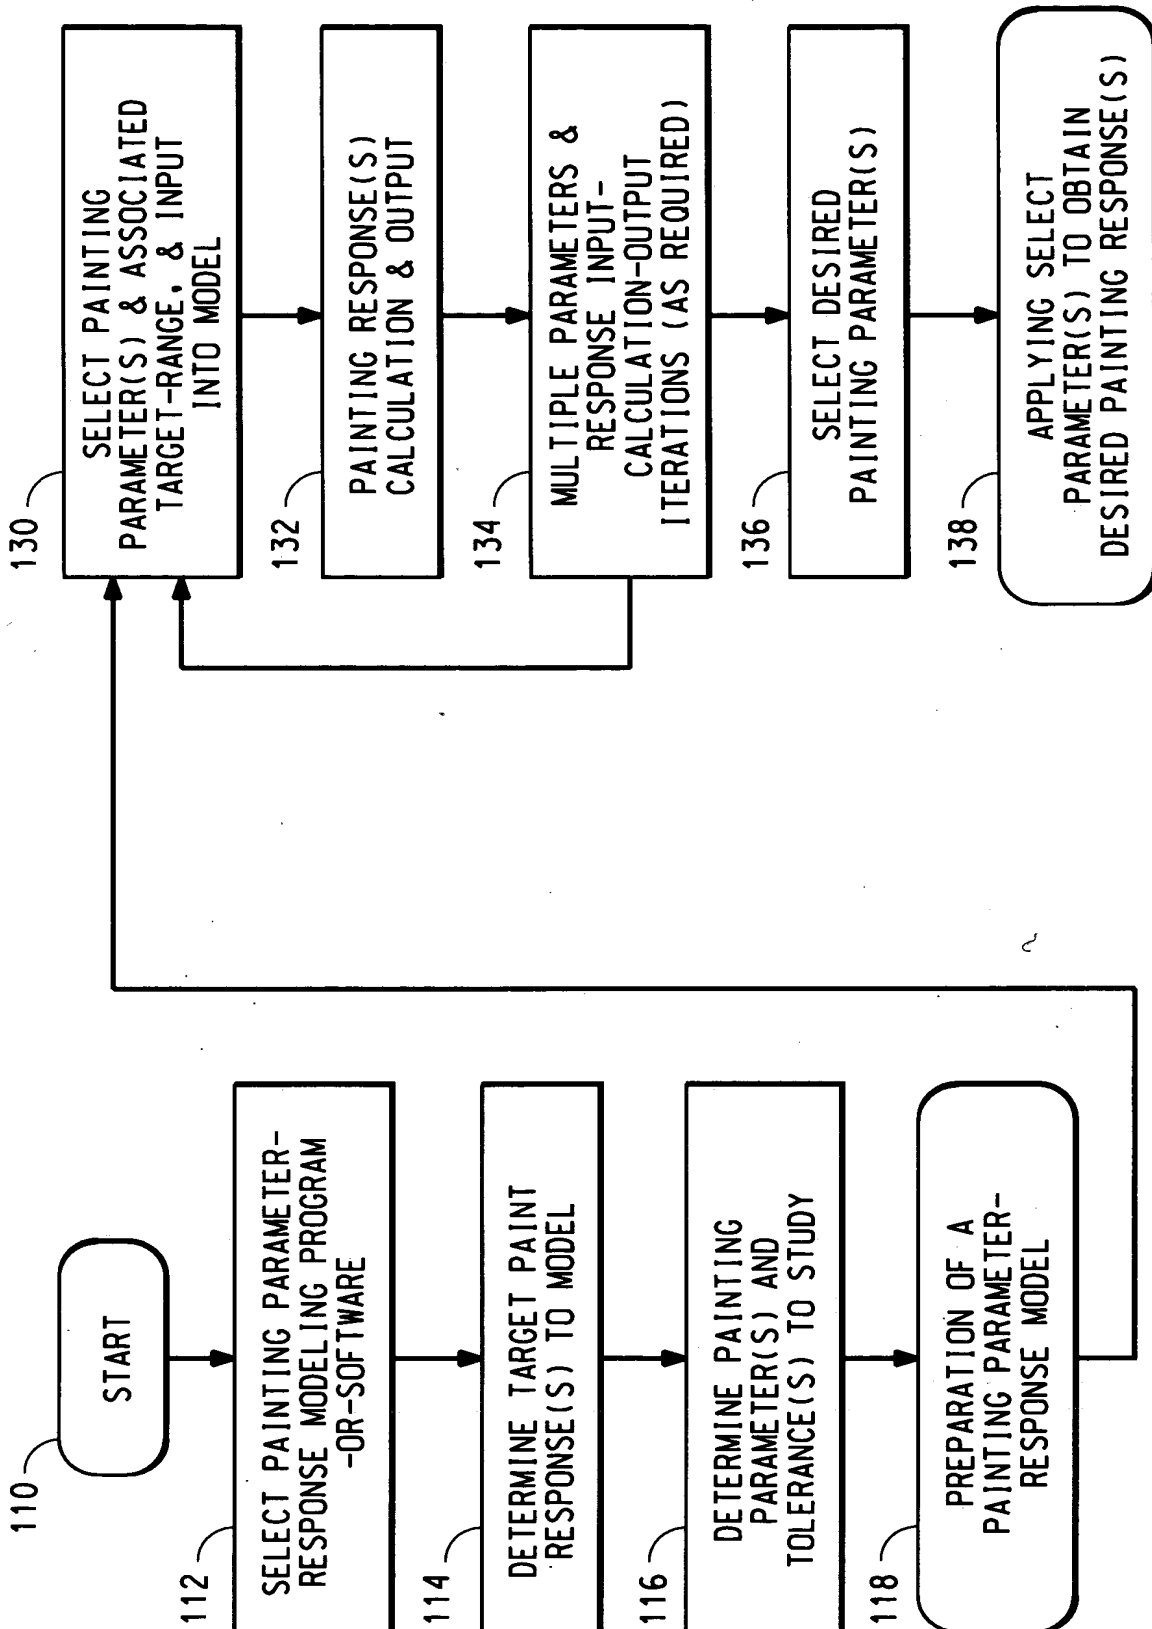 110
START
112
SELECT PAINTING PARAMETER-
RESPONSE MODELING PROGRAM
-OR-SOFTWARE
114
DETERMINE TARGET PAINT
RESPONSE(S) TO MODEL
116
DETERMINE PAINTING
PARAMETER(S) AND
TOLERANCE(S) TO STUDY
118
PREPARATION OF A
PAINTING PARAMETER-
RESPONSE MODEL
130
SELECT PAINTING
PARAMETER(S) & ASSOCIATED
TARGET-RANGE, & INPUT
INTO MODEL
132
PAINTING RESPONSE(S)
CALCULATION & OUTPUT
134
MULTIPLE PARAMETERS &
RESPONSE INPUT-
CALCULATION-OUTPUT
ITERATIONS (AS REQUIRED)
136
SELECT DESIRED
PAINTING PARAMETER(S)
138
APPLYING SELECT
PARAMETER(S) TO OBTAIN
DESIRED PAINTING RESPONSE(S)